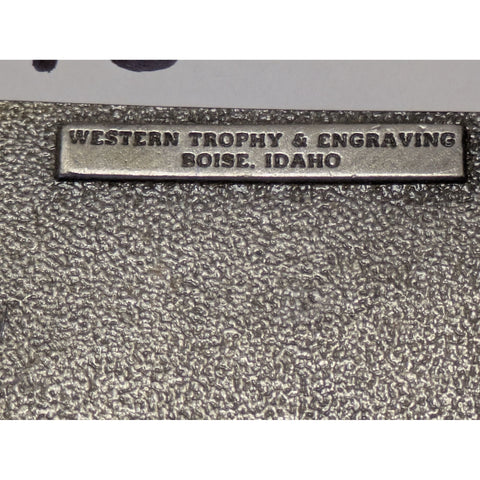 WESTERN TROPHY & ENGRAVING
BOISE, IDAHO